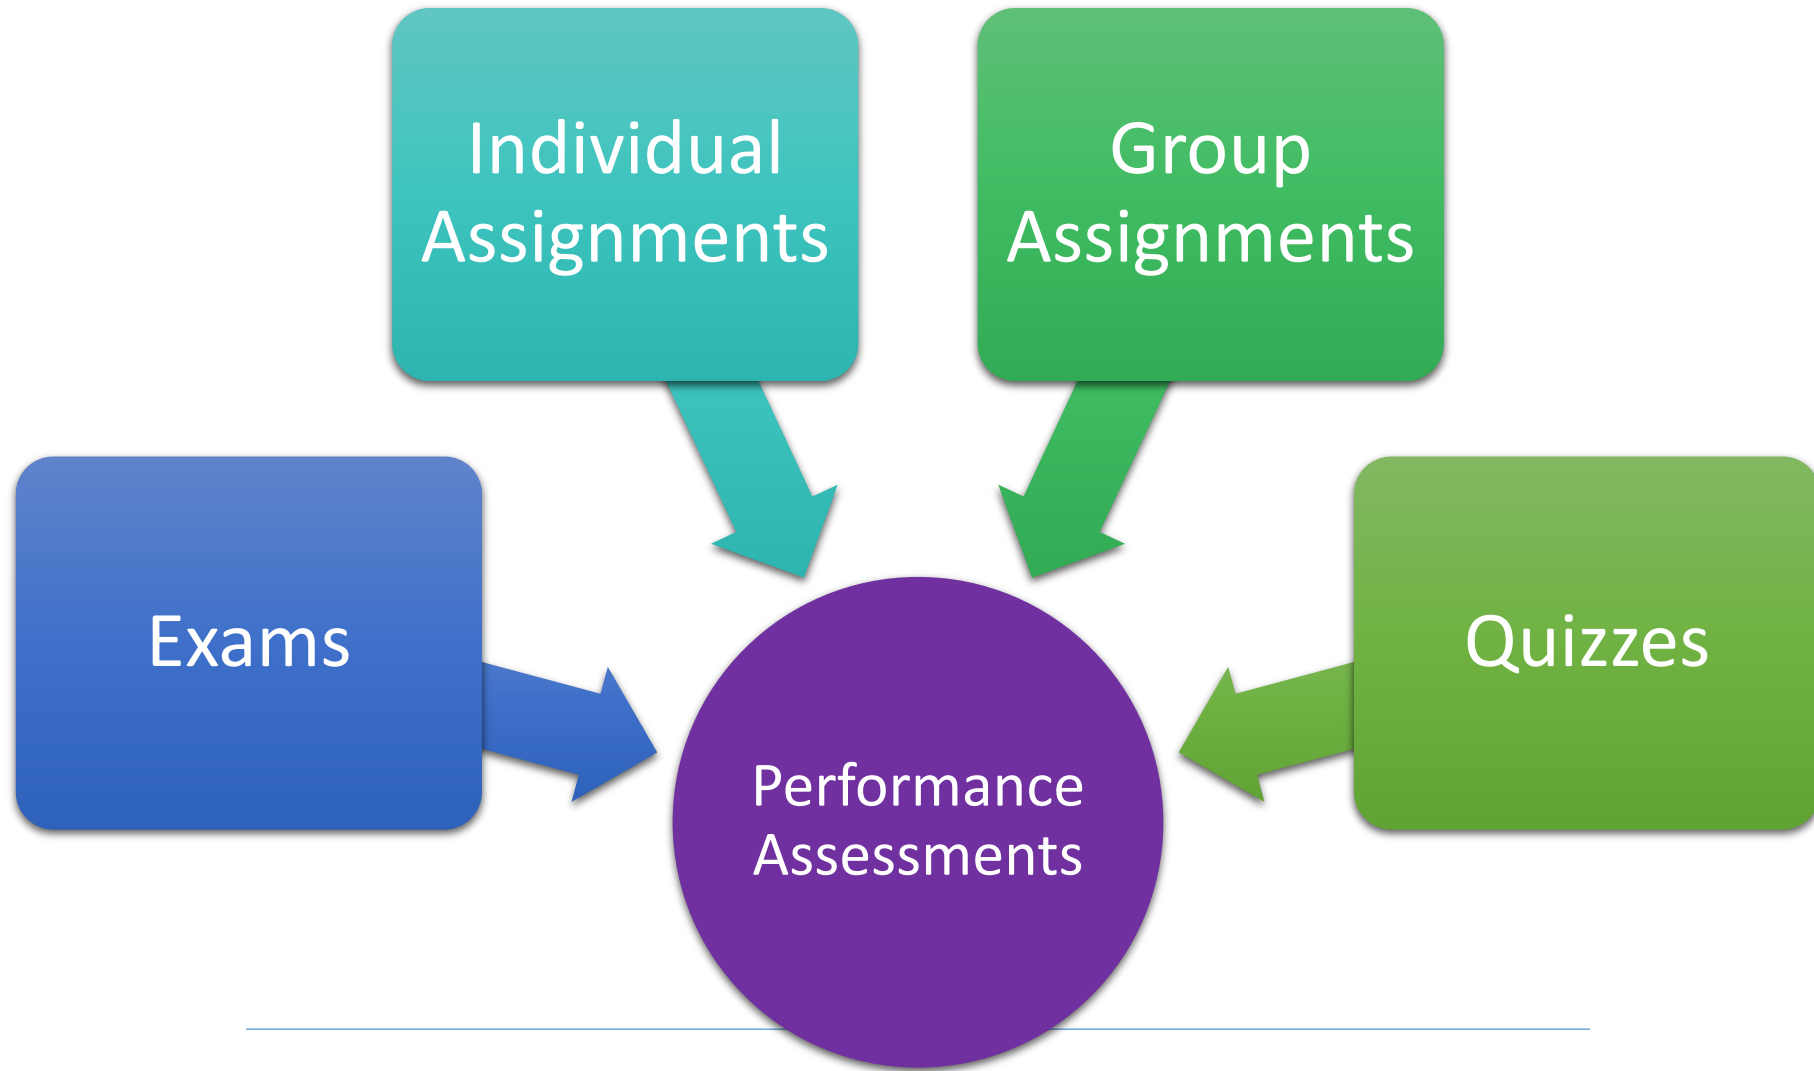 Individual
Assignments
Group
Assignments
Exams
Quizzes
Performance
Assessments